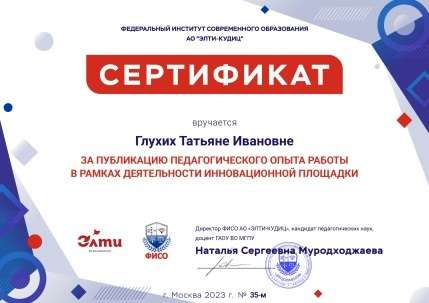 ФЕДЕРАЛЬНЫЙ ИНСТИТУТ СОВРЕМЕННОГО ОБРАЗОВАНИЯ
АО "ЭЛТИ-КУДИЦ"
СЕРТИФИКАТ
вручается
Глухих Татьяне Ивановне
ЗА ПУБЛИКАЦИЮ ПЕДАГОГИЧЕСКОГО ОПЫТА РАБОТЫ
В РАМКАХ ДЕЯТЕЛЬНОСТИ ИННОВАЦИОННОЙ ПЛОЩАДКИ
Директор ФИСО АО «ЭЛТИ-КУДИЦ», кандидат педагогических наук,
доцент ГАОУ ВО МГПУ
Наталья Сергеевна Муродходжаева
Элти
ФИСО
г. Москва 2023 г. № 35-м